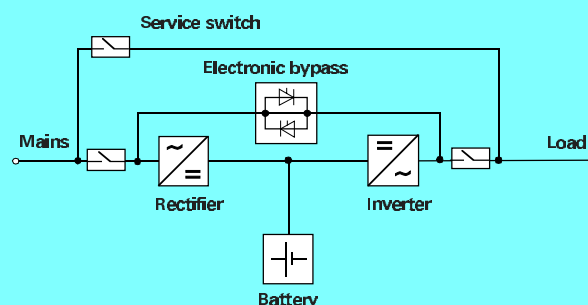 Service switch
Electronic bypass
Mains
Load
~
=
=
~
Rectifier
Inverter
Battery